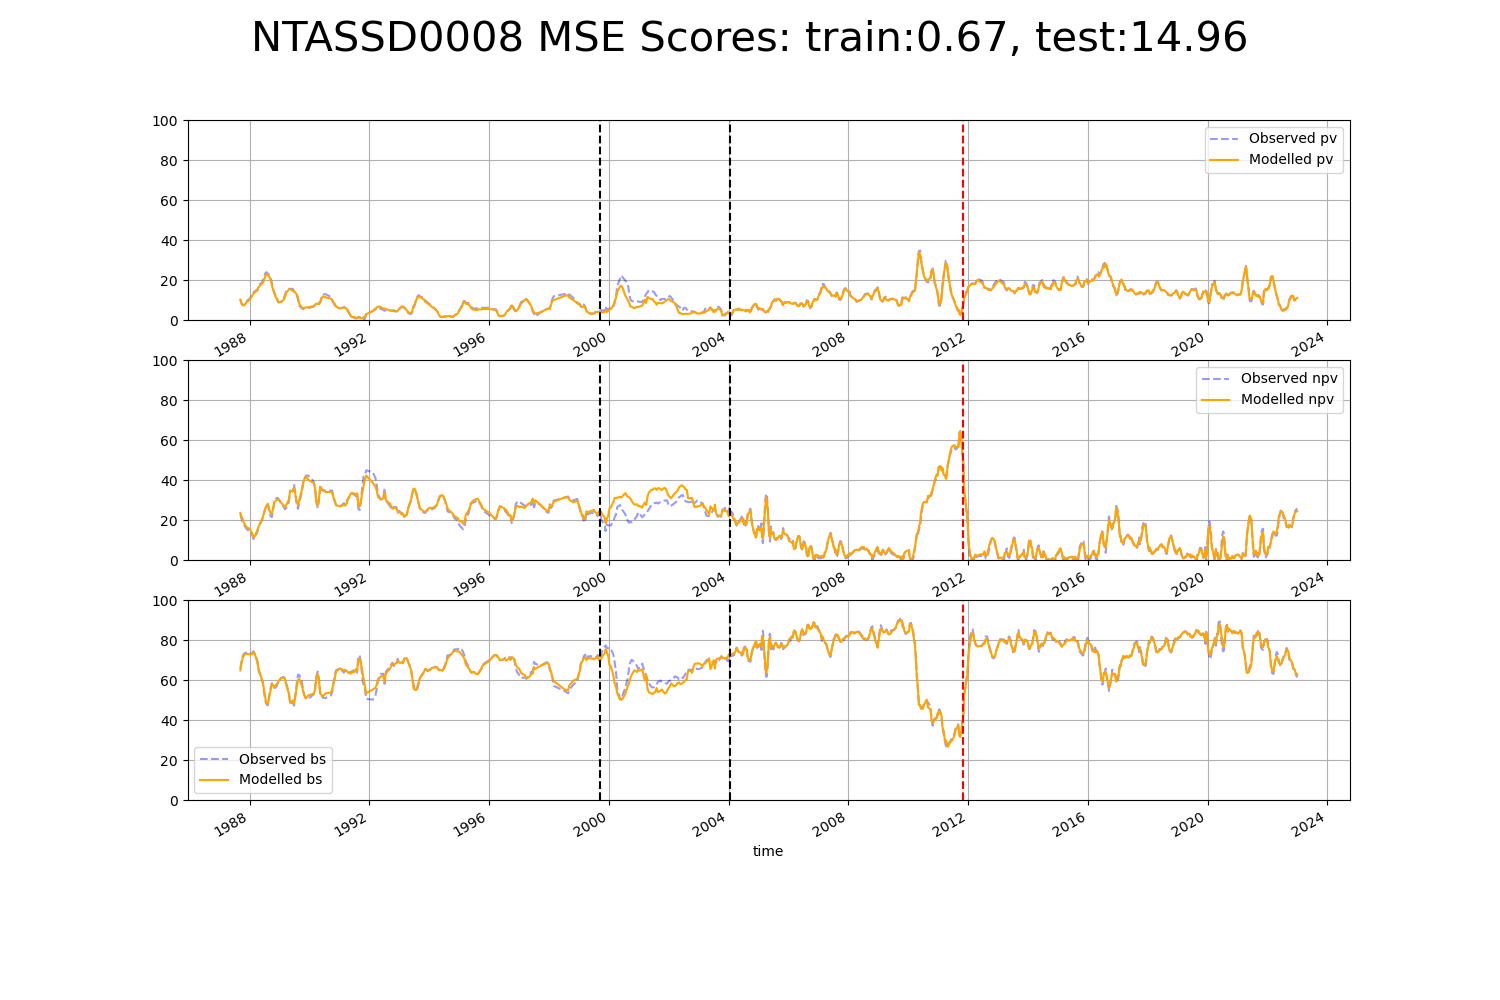 NTASSD0008 MSE Scores: train:0.67, test:14.96
100
80
60
40
20
0
Observed pv
Modelled pv
1988 1992 1996 2000 2004 2008 2012 2016 2020 2024
100
80
60
40
20
0
Observed npv
Modelled npv
1988 1992 1996 2000 2004 2008 2012 2016 2020 2024
100
80
60
40
20
0
Observed bs
Modelled bs
1988 1992 1996 2000 2004 2008 2012 2016 2020 2024
time